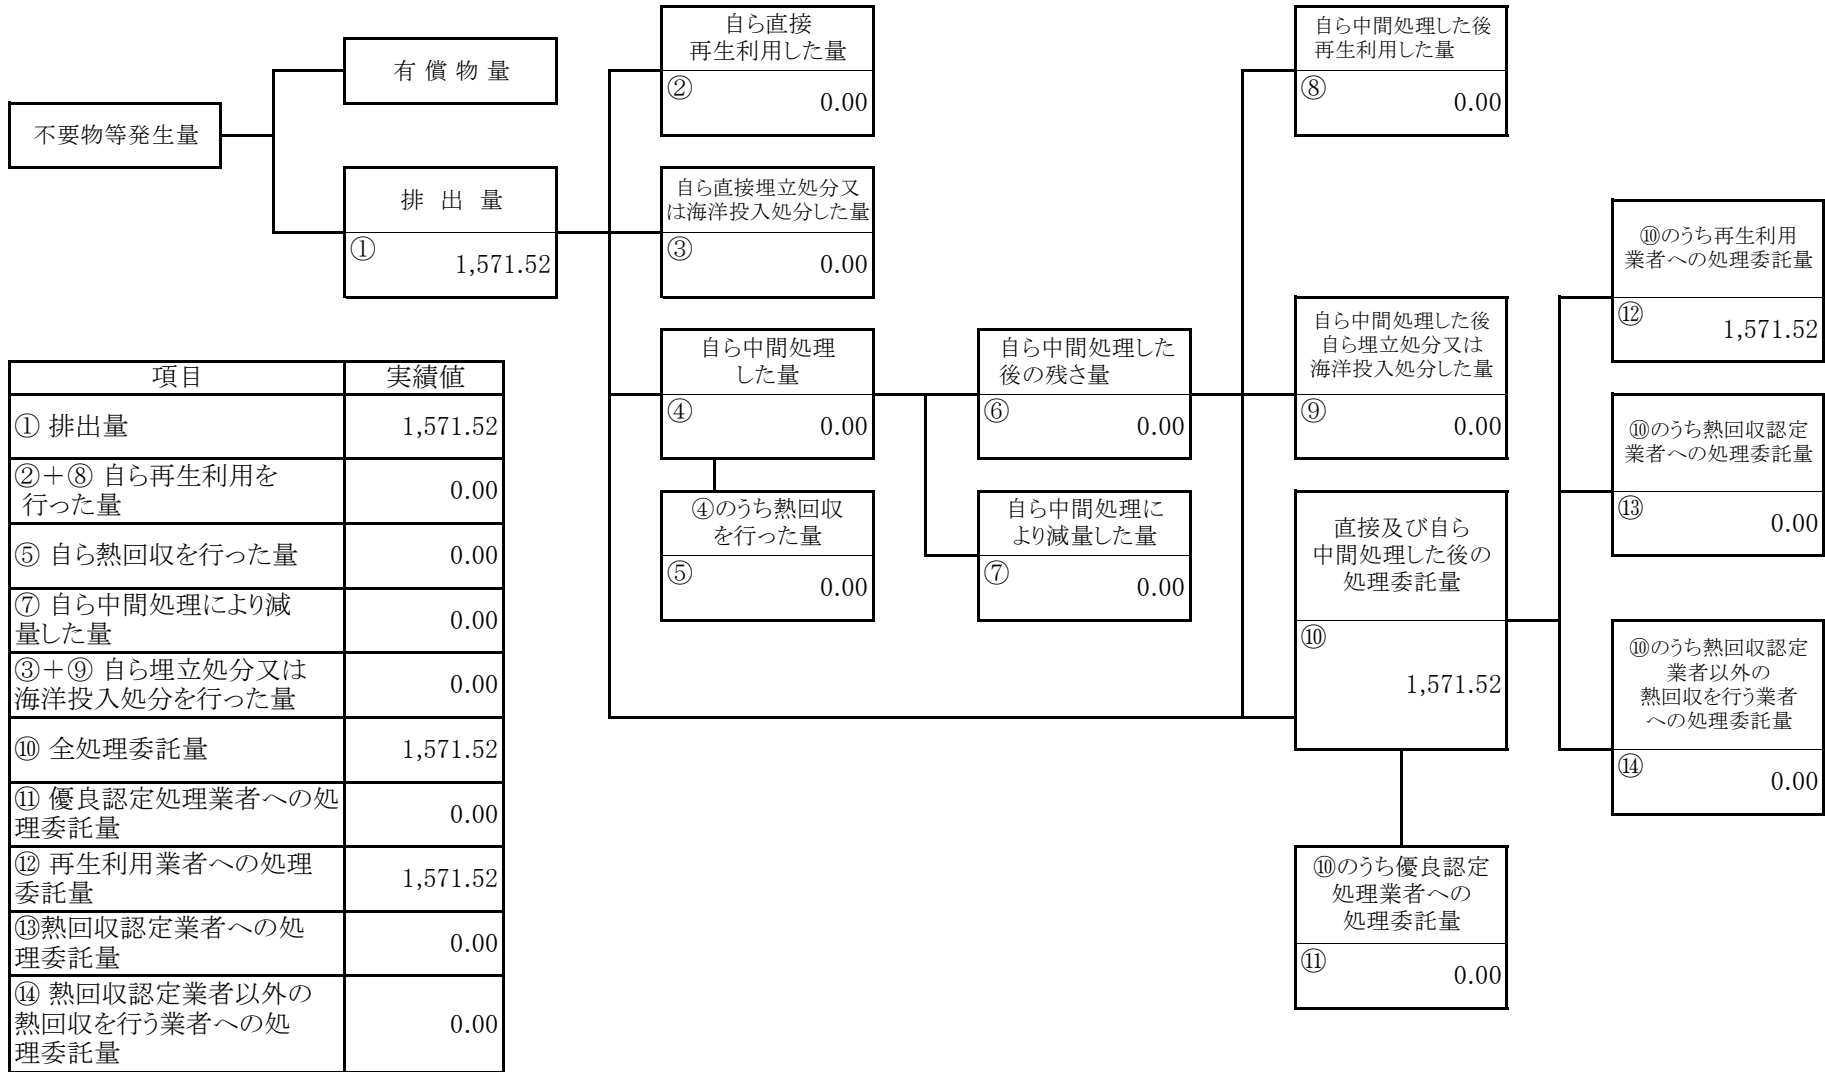 不要物等発生量
有 償 物 量
排 出 量
①
1,571.52
自ら直接
再生利用した量
②
0.00
自ら直接埋立処分又
は海洋投入処分した量
③
0.00
自ら中間処理
した量
④
0.00
④のうち熱回収
を行った量
⑤
0.00
自ら中間処理した
後の残さ量
⑥
0.00
自ら中間処理に
より減量した量
⑦
0.00
自ら中間処理した後
再生利用した量
⑧
0.00
自ら中間処理した後
自ら埋立処分又は
海洋投入処分した量
⑨
0.00
直接及び自ら
中間処理した後の
処理委託量
⑩
1,571.52
⑩のうち優良認定
処理業者への
処理委託量
⑪
0.00
⑩のうち再生利用
業者への処理委託量
⑫
1,571.52
⑩のうち熱回収認定
業者への処理委託量
⑬
0.00
⑩のうち熱回収認定
業者以外の
熱回収を行う業者
への処理委託量
⑭
0.00
項目 実績値
① 排出量 1,571.52
②＋⑧ 自ら再生利用を
行った量 0.00
⑤ 自ら熱回収を行った量 0.00
⑦ 自ら中間処理により減
量した量 0.00
③＋⑨ 自ら埋立処分又は
海洋投入処分を行った量 0.00
⑩ 全処理委託量 1,571.52
⑪ 優良認定処理業者への処
理委託量 0.00
⑫ 再生利用業者への処理
委託量 1,571.52
⑬熱回収認定業者への処
理委託量 0.00
⑭ 熱回収認定業者以外の
熱回収を行う業者への処
理委託量 0.00